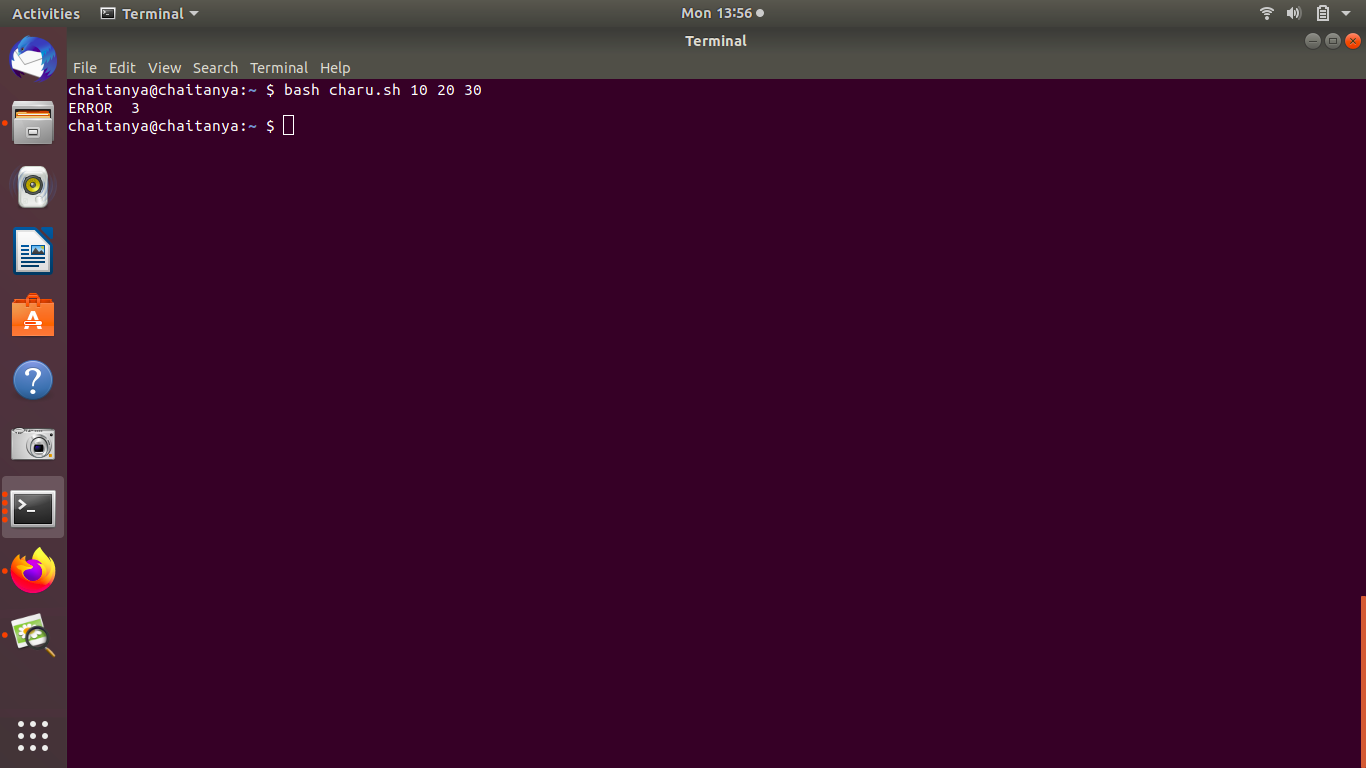 Activities Terminal Mon 13:56
Terminal
File Edit View Search Terminal Help
chaitanya@chaitanya:~ $ bash charu.sh 10 20 30
ERROR  3
chaitanya@chaitanya:~ $